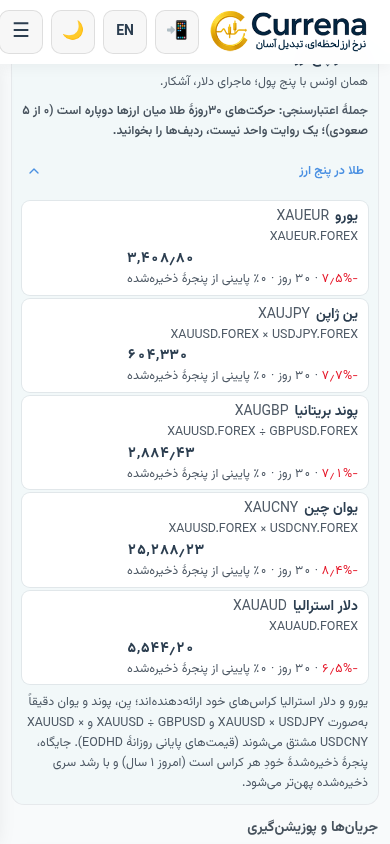 ☰
EN
Currena
نرخ ارز لحظه‌ای، تبدیل آسان
همان اونس با پنج پول؛ ماجرای دلار، آشکار.
جملهٔ اعتبارسنجی: حرکت‌های ۳۰روزهٔ طلا میان ارزها دوپاره است (۰ از ۵
صعودی)؛ یک روایت واحد نیست، ردیف‌ها را بخوانید.
طلا در پنج ارز
یورو XAUEUR
XAUEUR.FOREX
۳,۴۰۸٫۸۰
-۷٫۵% · ۳۰ روز · ۰٪ پایینی از پنجرهٔ ذخیره‌شده
ین ژاپن XAUJPY
XAUUSD.FOREX × USDJPY.FOREX
۶۰۴,۳۳۰
-۷٫۷% · ۳۰ روز · ۰٪ پایینی از پنجرهٔ ذخیره‌شده
پوند بریتانیا XAUGBP
XAUUSD.FOREX ÷ GBPUSD.FOREX
۲,۸۸۴٫۴۳
-۷٫۱% · ۳۰ روز · ۰٪ پایینی از پنجرهٔ ذخیره‌شده
یوان چین XAUCNY
XAUUSD.FOREX × USDCNY.FOREX
۲۵,۲۸۸٫۲۳
-۸٫۴% · ۳۰ روز · ۰٪ پایینی از پنجرهٔ ذخیره‌شده
دلار استرالیا XAUAUD
XAUAUD.FOREX
۵,۵۴۴٫۲۰
-۶٫۵% · ۳۰ روز · ۰٪ پایینی از پنجرهٔ ذخیره‌شده
یورو و دلار استرالیا کراس‌های خود ارائه‌دهنده‌اند؛ ین، پوند و یوان دقیقاً
به‌صورت XAUUSD × USDJPY و XAUUSD ÷ GBPUSD و XAUUSD ×
USDCNY مشتق می‌شوند (قیمت‌های پایانی روزانهٔ EODHD). جایگاه،
پنجرهٔ ذخیره‌شدهٔ خودِ هر کراس است (امروز ۱ سال) و با رشد سری
ذخیره‌شده پهن‌تر می‌شود.
جریان‌ها و پوزیشن‌گیری